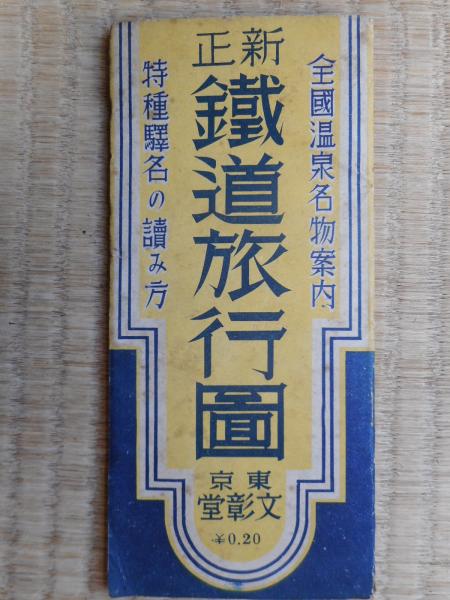 全國温泉名物案内
新正
鐵道旅行圖
特種驛名の讀み方
東京
文彰堂
¥0.20